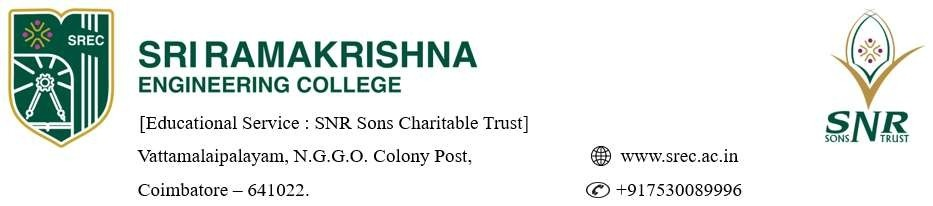 SREC
SRI RAMAKRISHNA
ENGINEERING COLLEGE
[Educational Service : SNR Sons Charitable Trust]
Vattamalaipalayam, N.G.G.O. Colony Post,
Coimbatore – 641022.
www.srec.ac.in
+917530089996
SNR
SONS TRUST